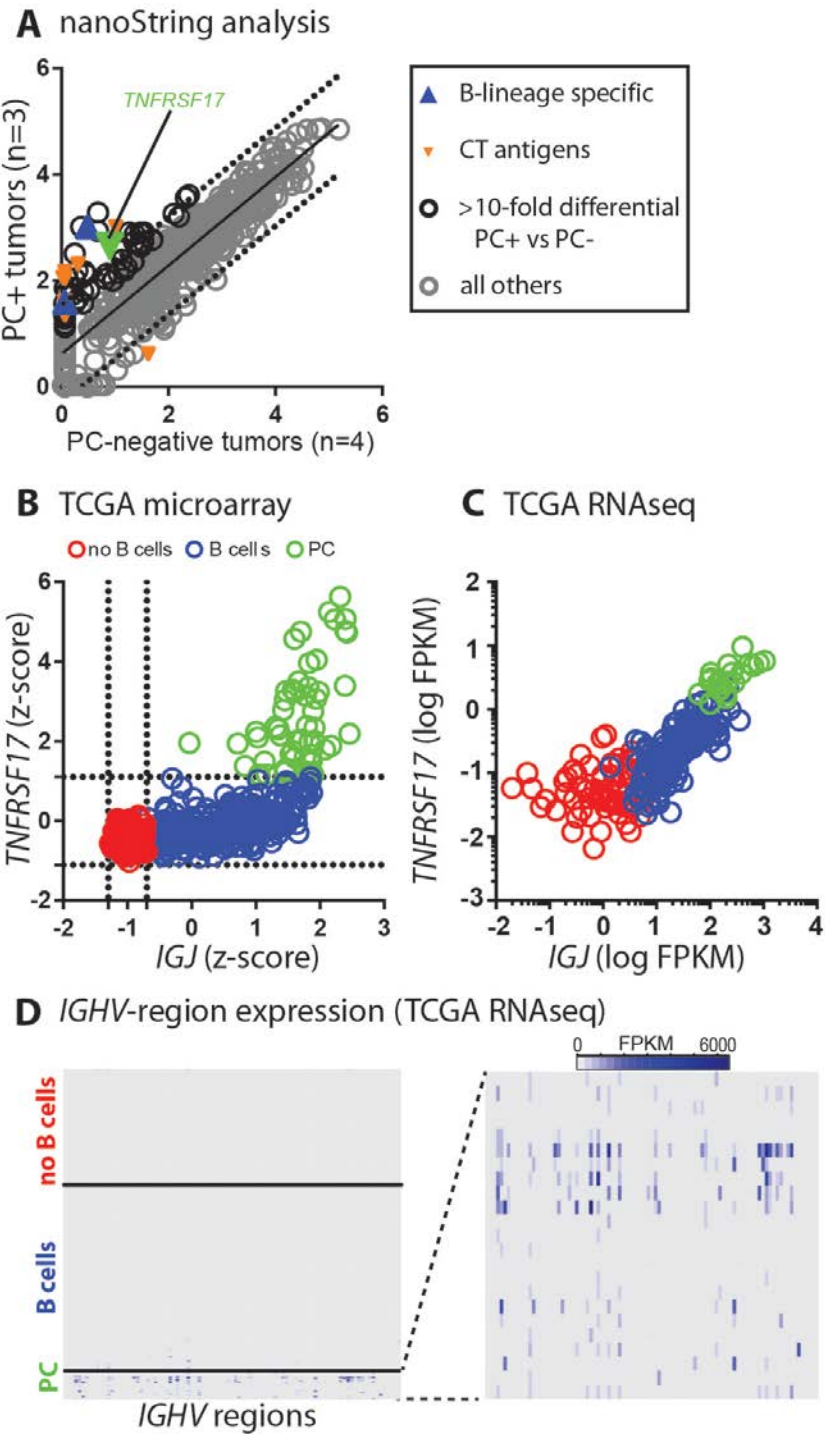 A nanoString analysis
6
4
2
0
PC+ tumors (n=3)
TNFRSF17
0 2 4 6
PC-negative tumors (n=4)
B-lineage specific
CT antigens
>10-fold differential
PC+ vs PC-
all others
B TCGA microarray
no B cells B cells PC
6
4
2
0
-2
TNFRSF17 (z-score)
-2 -1 0 1 2 3
IGJ (z-score)
C TCGA RNAseq
2
1
0
-1
-2
-3
TNFRSF17 (log FPKM)
-2 -1 0 1 2 3 4
IGJ (log FPKM)
D IGHV-region expression (TCGA RNAseq)
0 FPKM 6000
no B cells
B cells
PC
IGHV regions